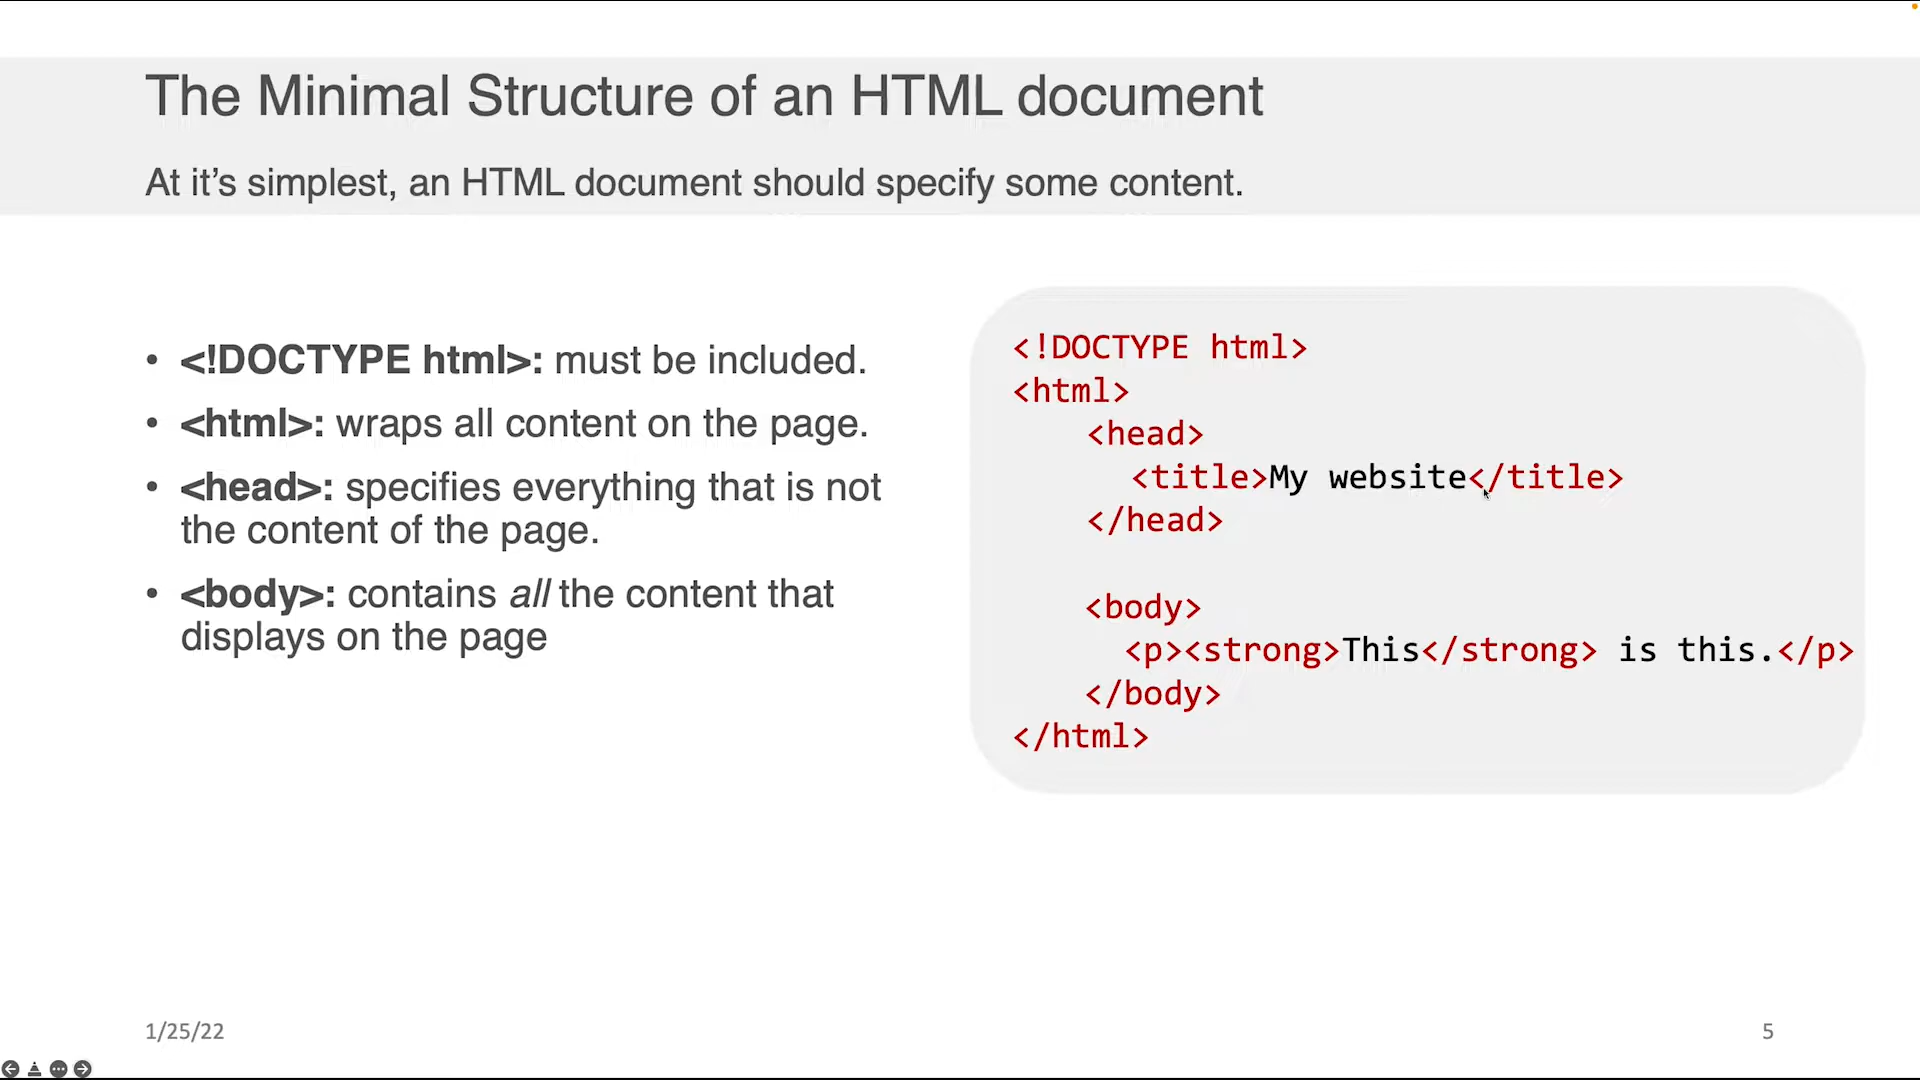 The Minimal Structure of an HTML document
At it’s simplest, an HTML document should specify some content.
• <!DOCTYPE html>: must be included.
• <html>: wraps all content on the page.
• <head>: specifies everything that is not
the content of the page.
• <body>: contains all the content that
displays on the page
<!DOCTYPE html>
<html>
<head>
<title>My website</title>
</head>
<body>
<p><strong>This</strong> is this.</p>
</body>
</html>
1/25/22
5